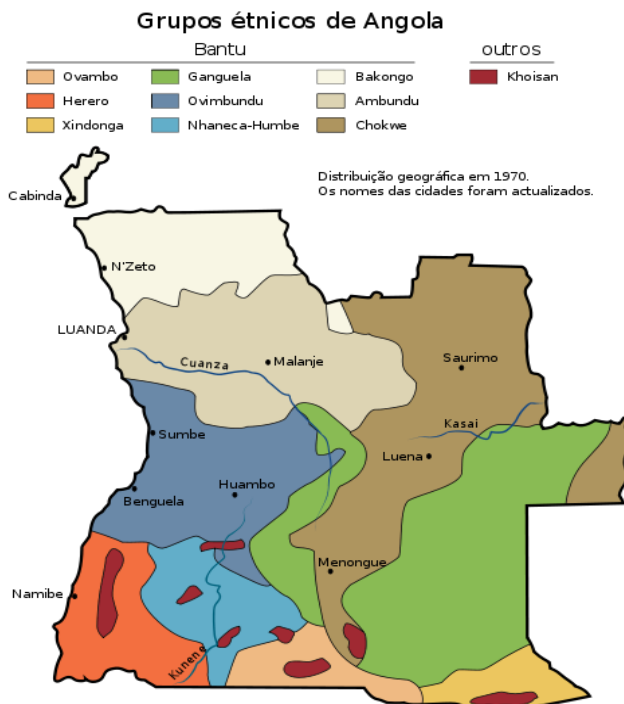 Grupos étnicos de Angola
Bantu
outros
Ovambo
Ganguela
Bakongo
Khoisan
Herero
Ovimbundu
Ambundu
Xindonga
Nhaneca-Humbe
Chokwe
Distribuição geográfica em 1970.
Os nomes das cidades foram actualizados.
Cabinda
N'Zeto
LUANDA
Cuanza
Malanje
Saurimo
Kasai
Sumbe
Luena
Huambo
Benguela
Menongue
Namibe
Kunene